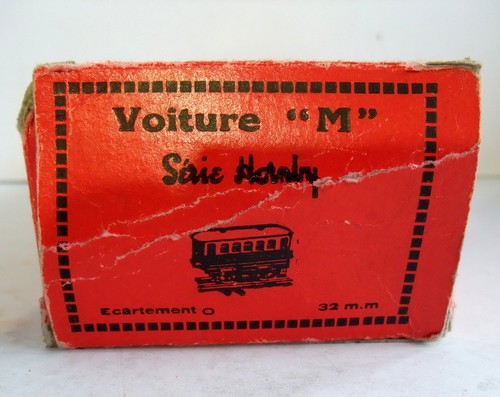 Voiture "M"
Série Hornby
Ecartement O 32 m.m